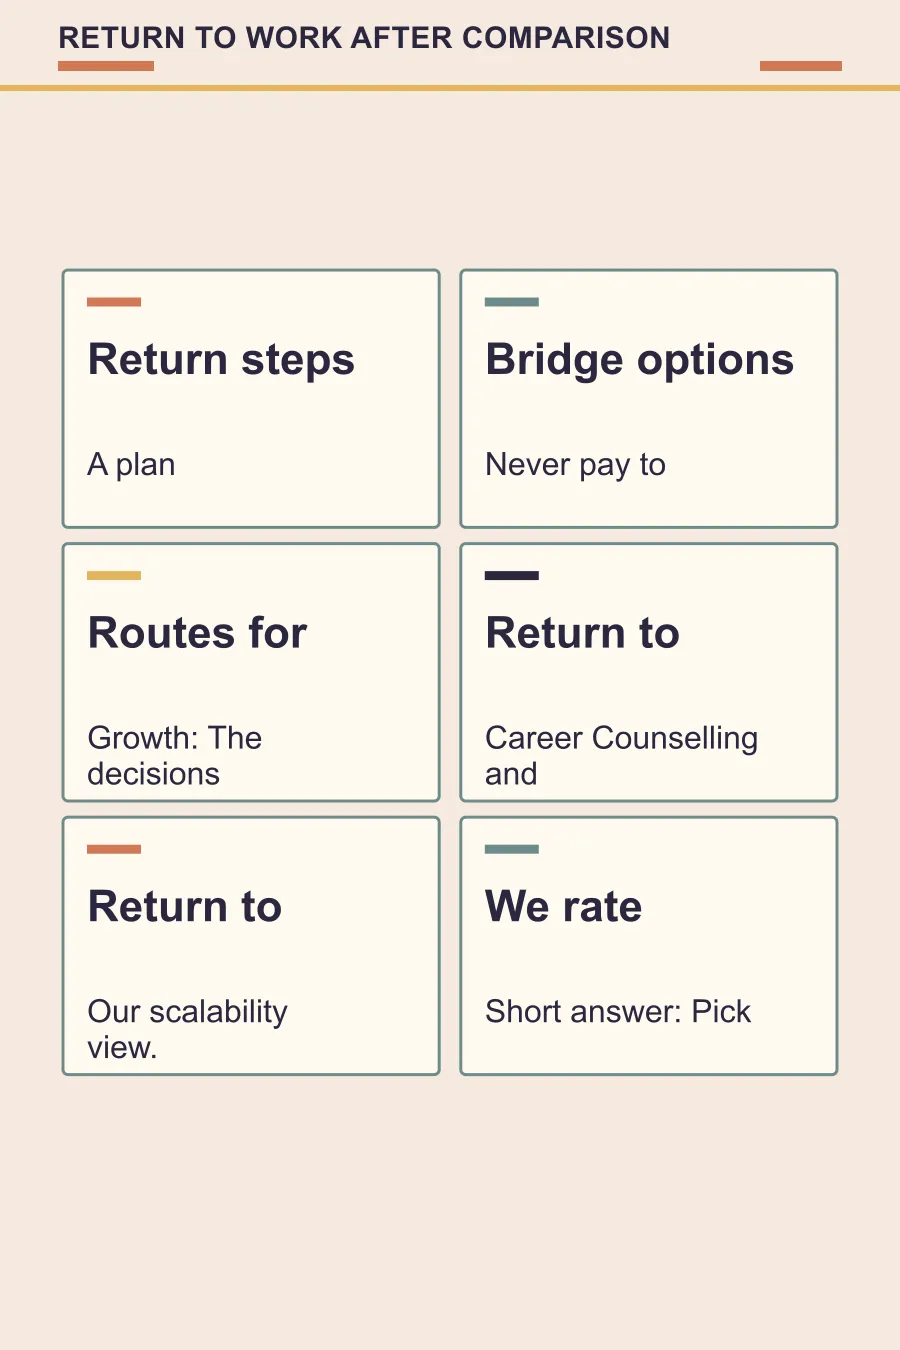 RETURN TO WORK AFTER COMPARISON
Return steps
A plan
Bridge options
Never pay to
Routes for
Growth: The
decisions
Return to
Career Counselling
and
Return to
Our scalability
view.
We rate
Short answer: Pick